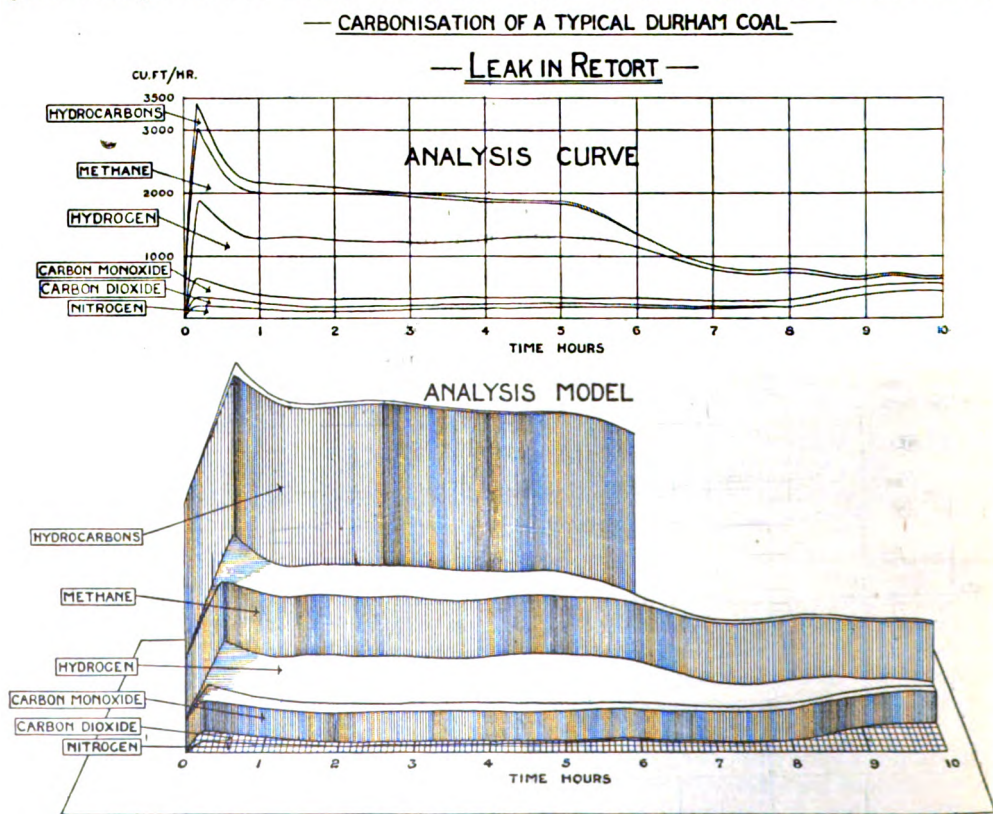 CARBONISATION OF A TYPICAL DURHAM COAL
LEAK IN RETORT
CU.FT/HR.
3500
HYDROCARBONS
3000
ANALYSIS CURVE
METHANE
2000
HYDROGEN
1000
CARBON MONOXIDE
CARBON DIOXIDE
NITROGEN
0 1 2 3 4 5 6 7 8 9 10
TIME HOURS
ANALYSIS MODEL
HYDROCARBONS
METHANE
HYDROGEN
CARBON MONOXIDE
CARBON DIOXIDE
NITROGEN
0 1 2 3 4 5 6 7 8 9 10
TIME HOURS